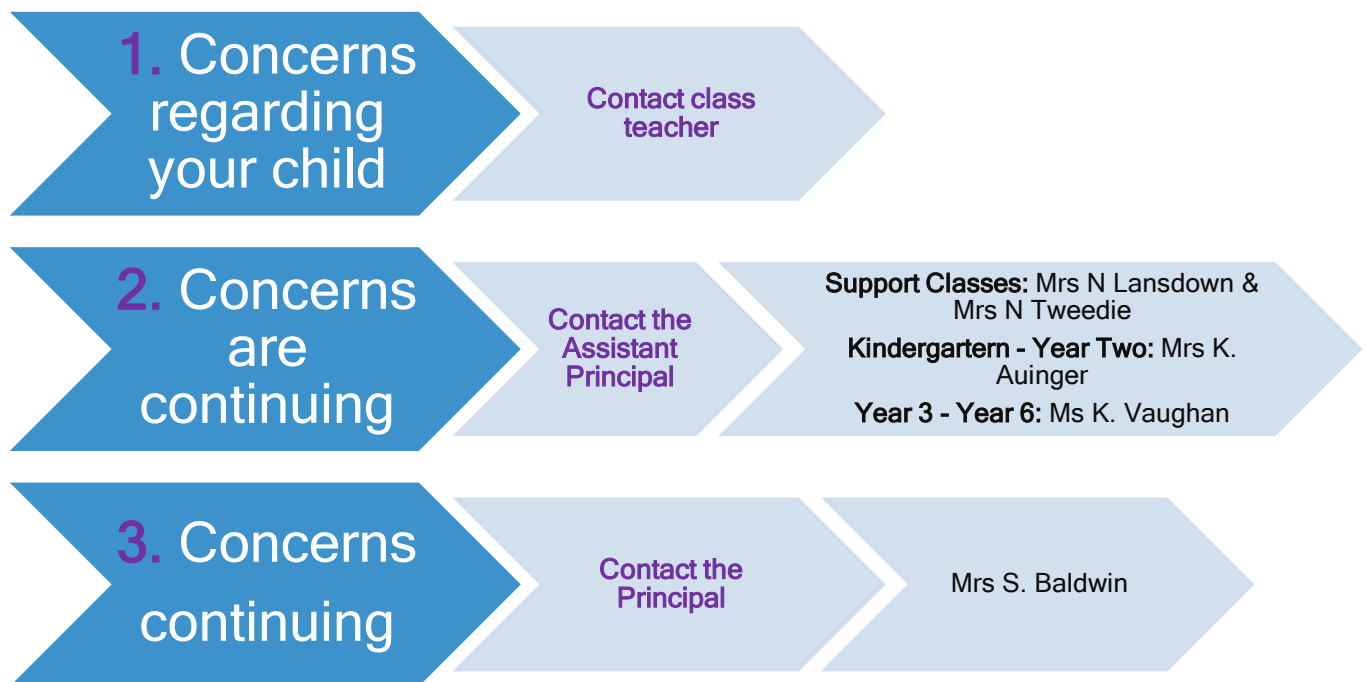 1. Concerns
regarding
your child
Contact class
teacher
2. Concerns
are
continuing
Contact the
Assistant
Principal
Support Classes: Mrs N Lansdown &
Mrs N Tweedie
Kindergartern - Year Two: Mrs K.
Auinger
Year 3 - Year 6: Ms K. Vaughan
3. Concerns
continuing
Contact the
Principal
Mrs S. Baldwin